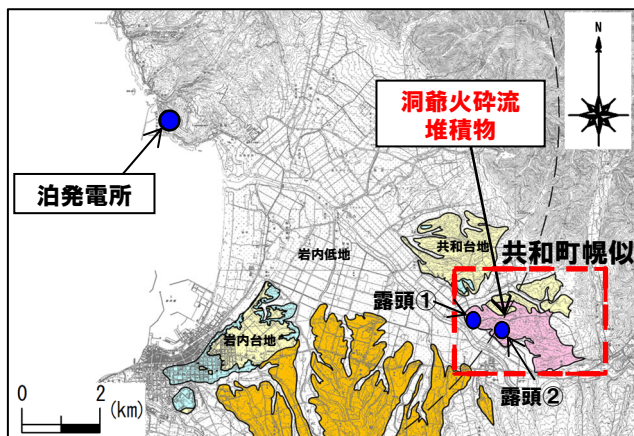 N
洞爺火砕流
堆積物
泊発電所
岩内低地
共和台地
共和町幌似
露頭①
岩内台地
露頭②
0 2
(km)